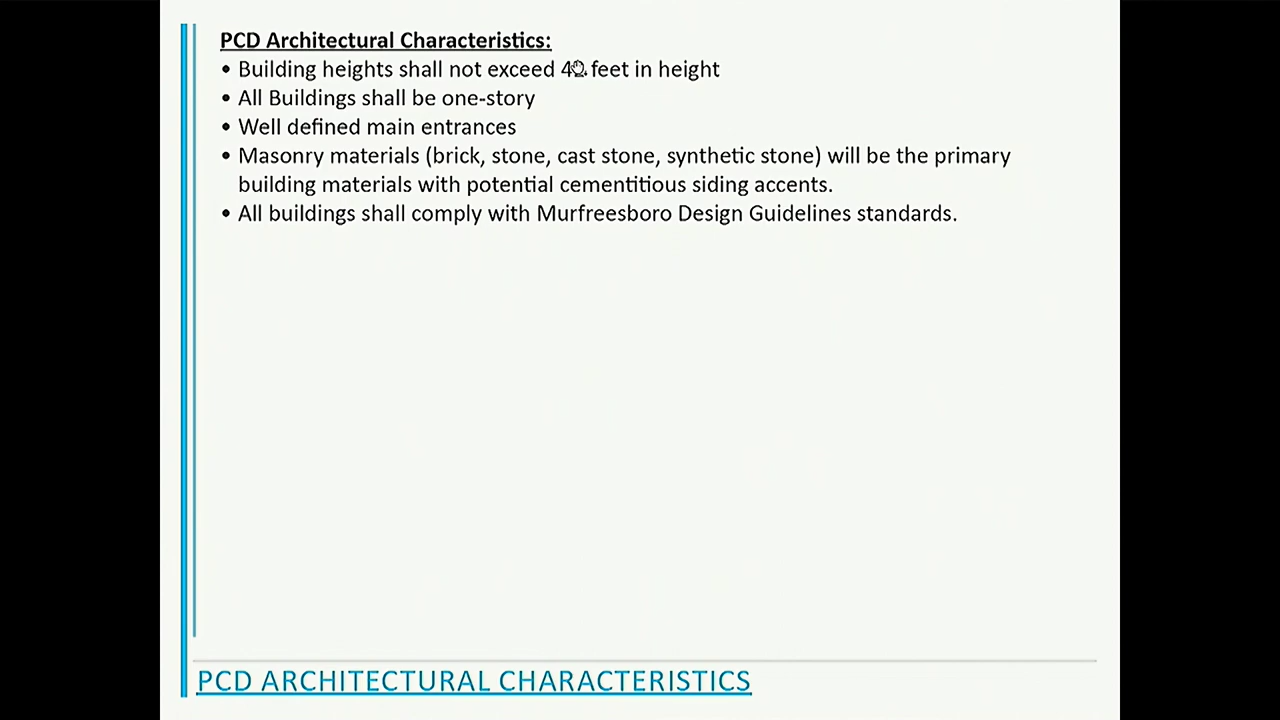 PCD Architectural Characteristics:
• Building heights shall not exceed feet in height
• All Buildings shall be one-story
• Well defined main entrances
• Masonry materials (brick, stone, cast stone, synthetic stone) will be the primary
building materials with potential cementitious siding accents.
• All buildings shall comply with Murfreesboro Design Guidelines standards.
PCD ARCHITECTURAL CHARACTERISTICS